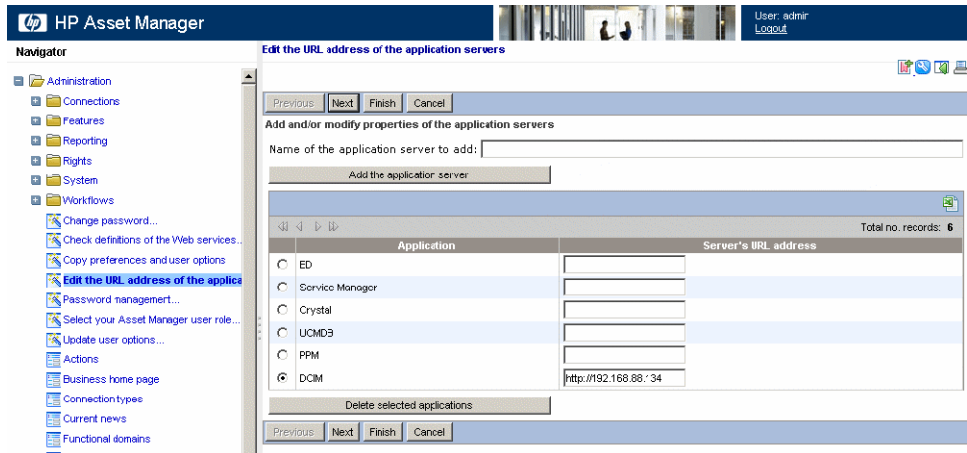 HP Asset Manager
User: admin
Logout
Navigator
Edit the URL address of the application servers
Administration
Connections
Features
Reporting
Rights
System
Workflows
Change password...
Check definitions of the Web services..
Copy preferences and user options
Edit the URL address of the applica
Password management...
Select your Asset Manager user role...
Update user options...
Actions
Business home page
Connection types
Current news
Functional domains
Previous Next Finish Cancel
Add and/or modify properties of the application servers
Name of the application server to add:
Add the application server
Total no. records: 6
Application Server's URL address
ED
Service Manager
Crystal
UCMDB
PPM
DCIM http://192.168.88.134
Delete selected applications
Previous Next Finish Cancel